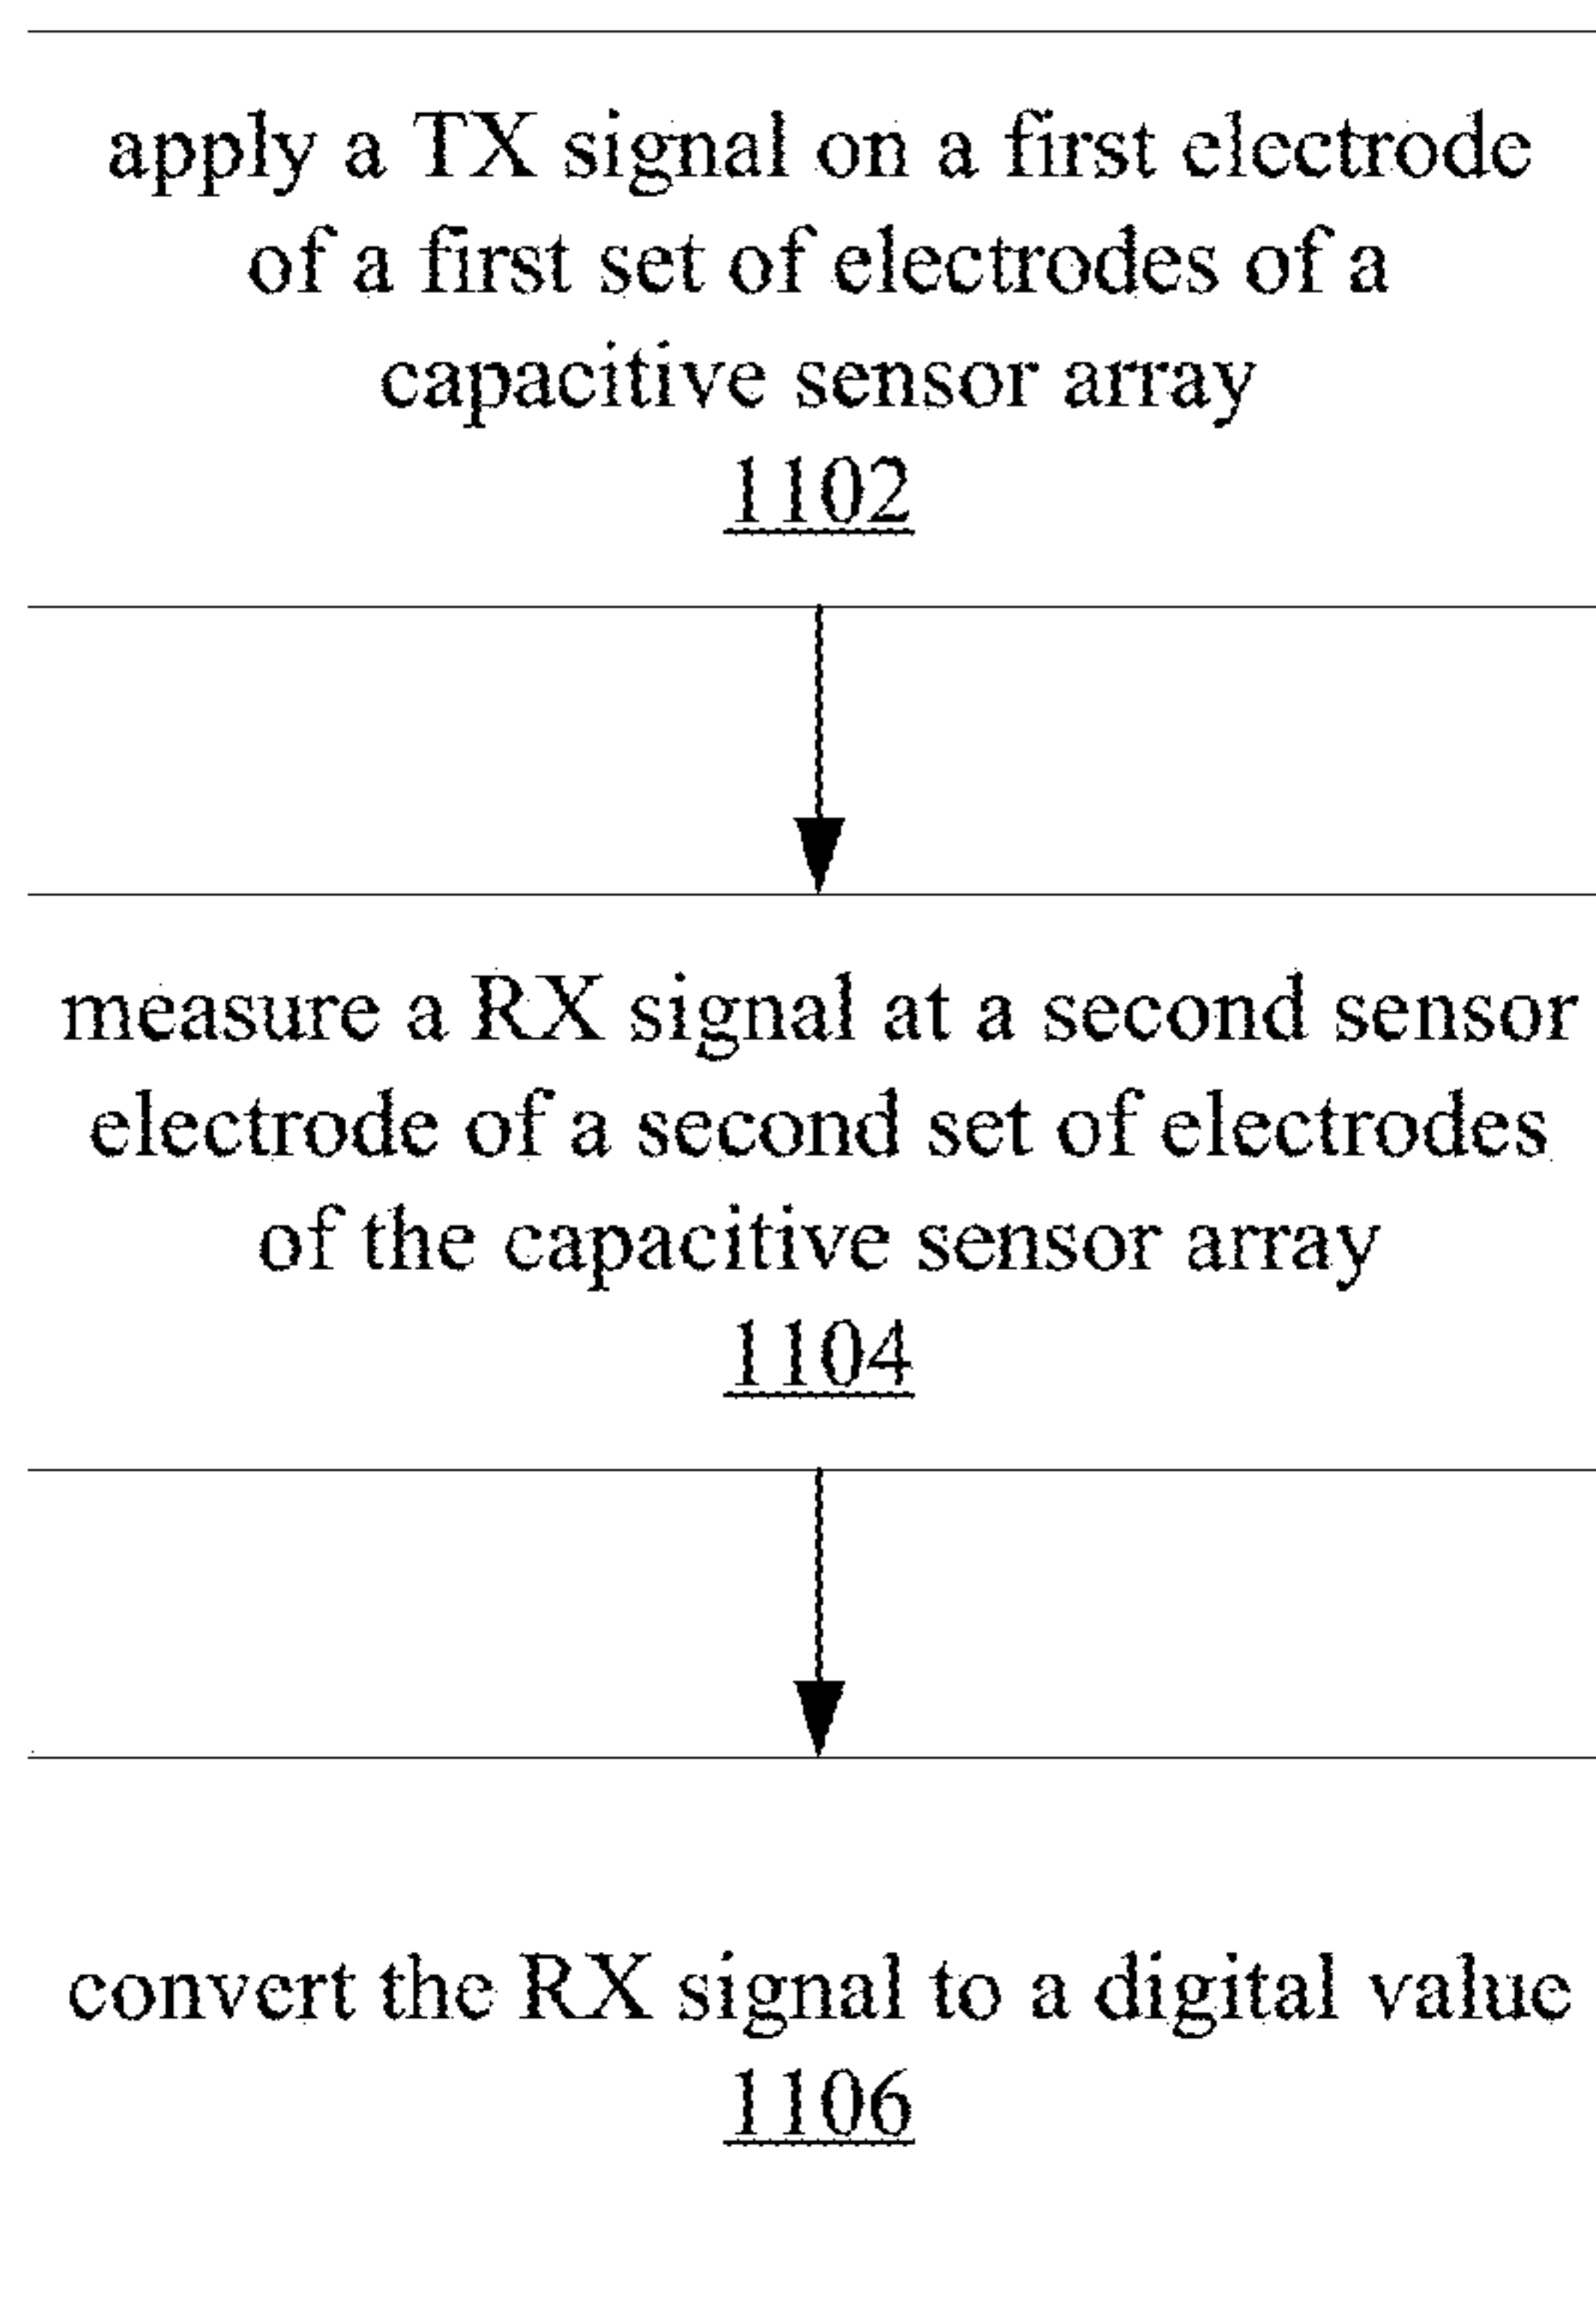 apply a TX signal on a first electrode
of a first set of electrodes of a
capacitive sensor array
1102
measure a RX signal at a second sensor
electrode of a second set of electrodes
of the capacitive sensor array
1104
convert the RX signal to a digital value
1106